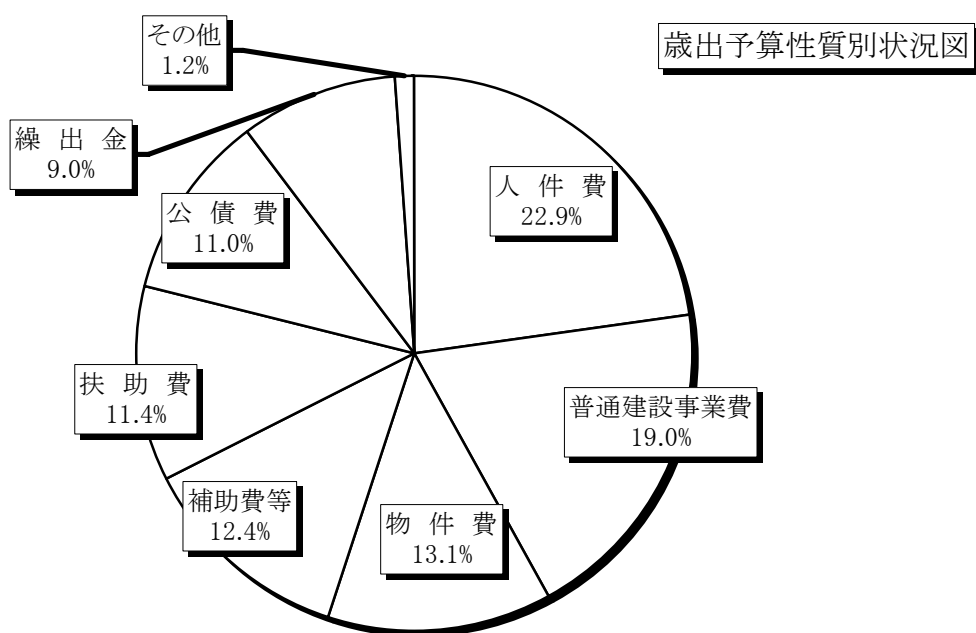 歳出予算性質別状況図
人 件 費
22.9%
普通建設事業費
19.0%
物 件 費
13.1%
補助費等
12.4%
扶 助 費
11.4%
公 債 費
11.0%
繰 出 金
9.0%
その他
1.2%